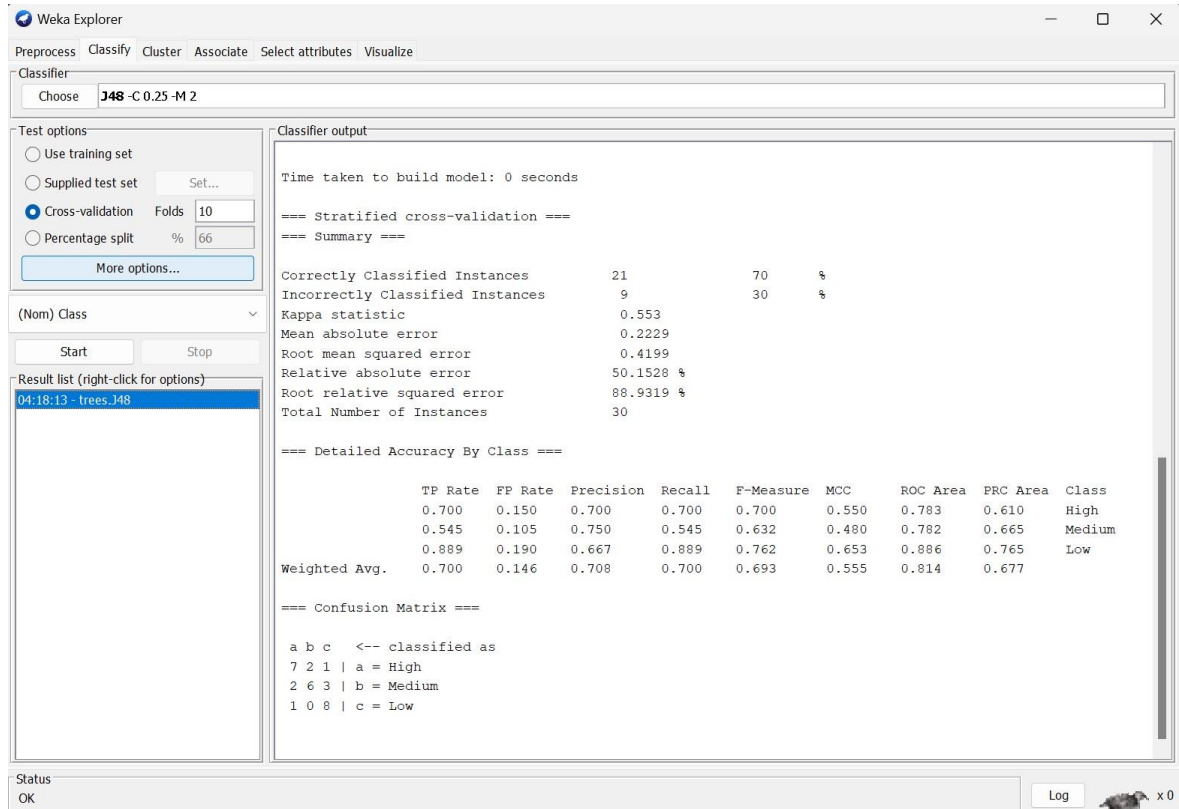 Weka Explorer
Preprocess Classify Cluster Associate Select attributes Visualize
Classifier
Choose J48 -C 0.25 -M 2
Test options
Use training set
Supplied test set Set...
Cross-validation Folds 10
Percentage split % 66
More options...
(Nom) Class
Start Stop
Result list (right-click for options)
04:18:13 - trees.J48
Classifier output
Time taken to build model: 0 seconds
=== Stratified cross-validation ===
=== Summary ===
Correctly Classified Instances 21 70 %
Incorrectly Classified Instances 9 30 %
Kappa statistic 0.553
Mean absolute error 0.2229
Root mean squared error 0.4199
Relative absolute error 50.1528 %
Root relative squared error 88.9319 %
Total Number of Instances 30
=== Detailed Accuracy By Class ===
TP Rate FP Rate Precision Recall F-Measure MCC ROC Area PRC Area Class
0.700 0.150 0.700 0.700 0.700 0.550 0.783 0.610 High
0.545 0.105 0.750 0.545 0.632 0.480 0.782 0.665 Medium
0.889 0.190 0.667 0.889 0.762 0.653 0.886 0.765 Low
Weighted Avg. 0.700 0.146 0.708 0.700 0.693 0.555 0.814 0.677
=== Confusion Matrix ===
a b c <-- classified as
7 2 1 | a = High
2 6 3 | b = Medium
1 0 8 | c = Low
Status
OK
Log x 0